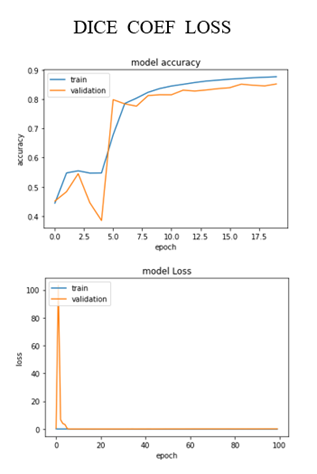 DICE COEF LOSS
model accuracy
train
validation
0.9
0.8
0.7
0.6
0.5
0.4
accuracy
0.0 2.5 5.0 7.5 10.0 12.5 15.0 17.5
epoch
model Loss
train
validation
100
80
60
40
20
0
loss
0 20 40 60 80 100
epoch